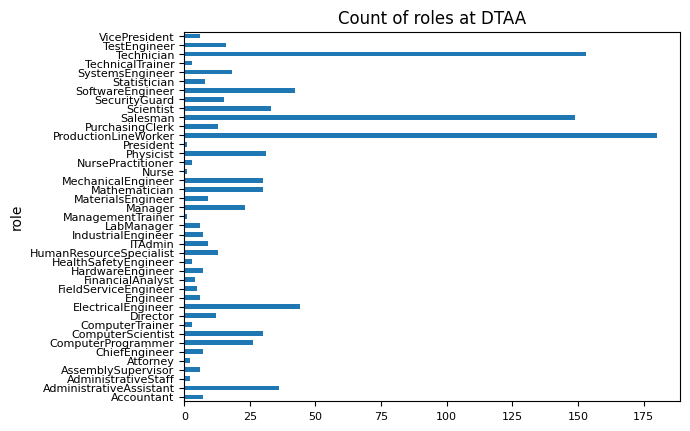 Count of roles at DTAA
VicePresident
TestEngineer
Technician
TechnicalTrainer
SystemsEngineer
Statistician
SoftwareEngineer
SecurityGuard
Scientist
Salesman
PurchasingClerk
ProductionLineWorker
President
Physicist
NursePractitioner
Nurse
MechanicalEngineer
Mathematician
MaterialsEngineer
Manager
ManagementTrainer
LabManager
IndustrialEngineer
ITAdmin
HumanResourceSpecialist
HealthSafetyEngineer
HardwareEngineer
FinancialAnalyst
FieldServiceEngineer
Engineer
ElectricalEngineer
Director
ComputerTrainer
ComputerScientist
ComputerProgrammer
ChiefEngineer
Attorney
AssemblySupervisor
AdministrativeStaff
AdministrativeAssistant
Accountant
role
0 25 50 75 100 125 150 175